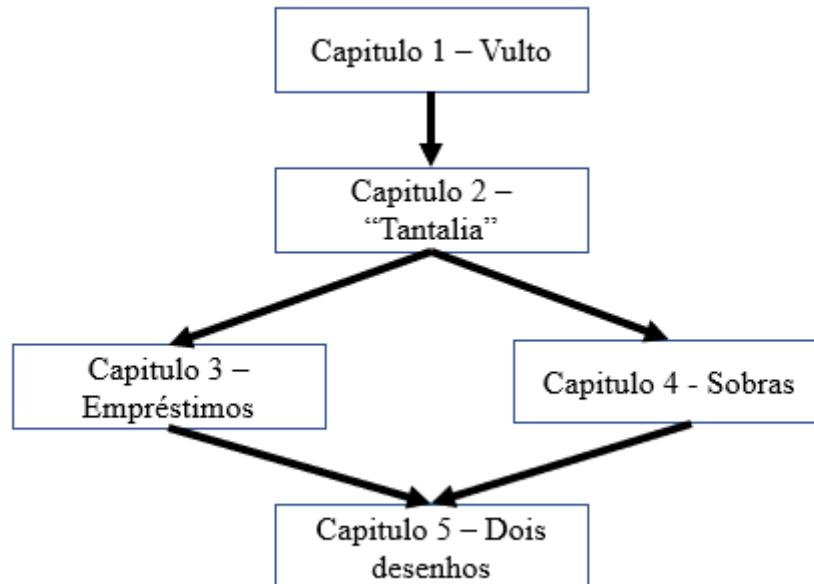 Capitulo 1 – Vulto
Capitulo 2 –
“Tantalia”
Capitulo 3 –
Empréstimos
Capitulo 4 - Sobras
Capitulo 5 – Dois
desenhos